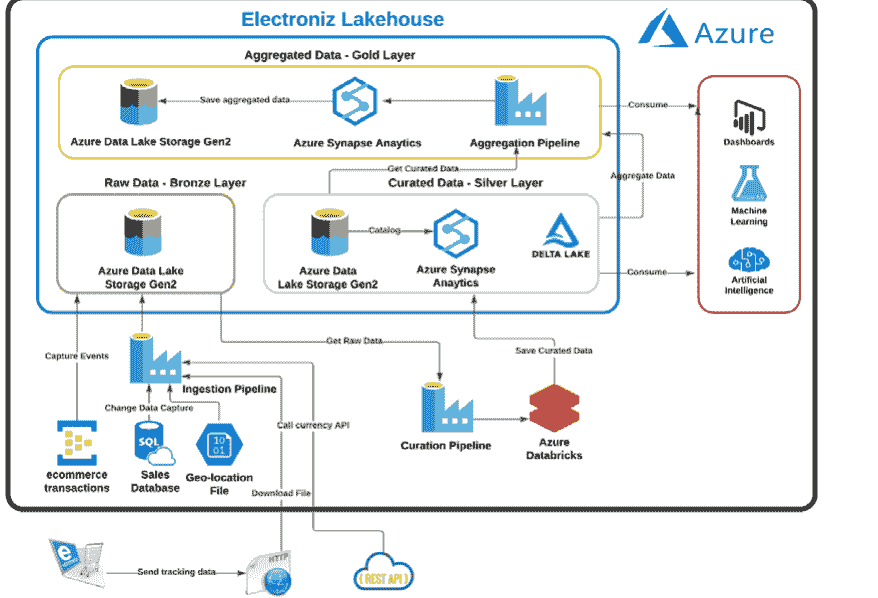 Electroniz Lakehouse
Azure
Aggregated Data - Gold Layer
Save aggregated data
Consume
Azure Data Lake Storage Gen2
Azure Synapse Anaytics
Aggregation Pipeline
Dashboards
Get Curated Data
Aggregate Data
Raw Data - Bronze Layer
Curated Data - Silver Layer
Machine
Learning
Catalog
DELTA LAKE
Azure Data Lake
Storage Gen2
Azure Data
Lake Storage Gen2
Azure Synapse
Anaytics
Consume
Artificial
Intelligence
Get Raw Data
Save Curated Data
Capture Events
Ingestion Pipeline
Change Data Capture
Call currency API
SQL
10
01
Curation Pipeline
Azure
Databricks
ecommerce
transactions
Sales
Database
Geo-location
File
Download File
e
HTTP
Send tracking data
{ REST API }